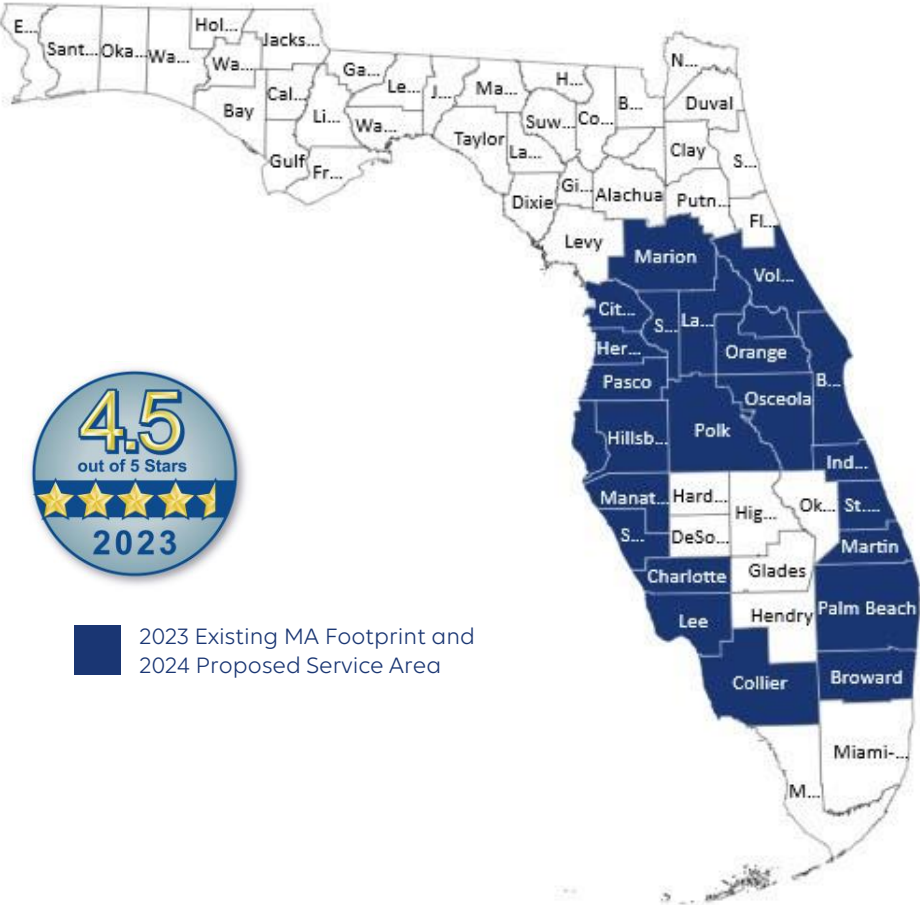 E...
Sant...
Oka...
Wa...
Hol...
Wa...
Jacks...
Bay
Cal...
Gulf
Li...
Fr...
Ga...
Le...
Wa...
J...
Ma...
Taylor
H...
Suw...
La...
Dixie
Co...
B...
Gi...
Alachua
N...
Duval
Clay
S...
Putn...
Fl...
Levy
Marion
Vol...
Cit...
S...
La...
Her...
Orange
Pasco
Osceola
B...
Hillsb...
Polk
Ind...
Manat...
Hard...
Hig...
Ok...
St....
S...
DeSo...
Martin
Charlotte
Glades
Lee
Hendry
Palm Beach
Collier
Broward
Miami-...
M...
4.5
out of 5 Stars
2023
2023 Existing MA Footprint and
2024 Proposed Service Area